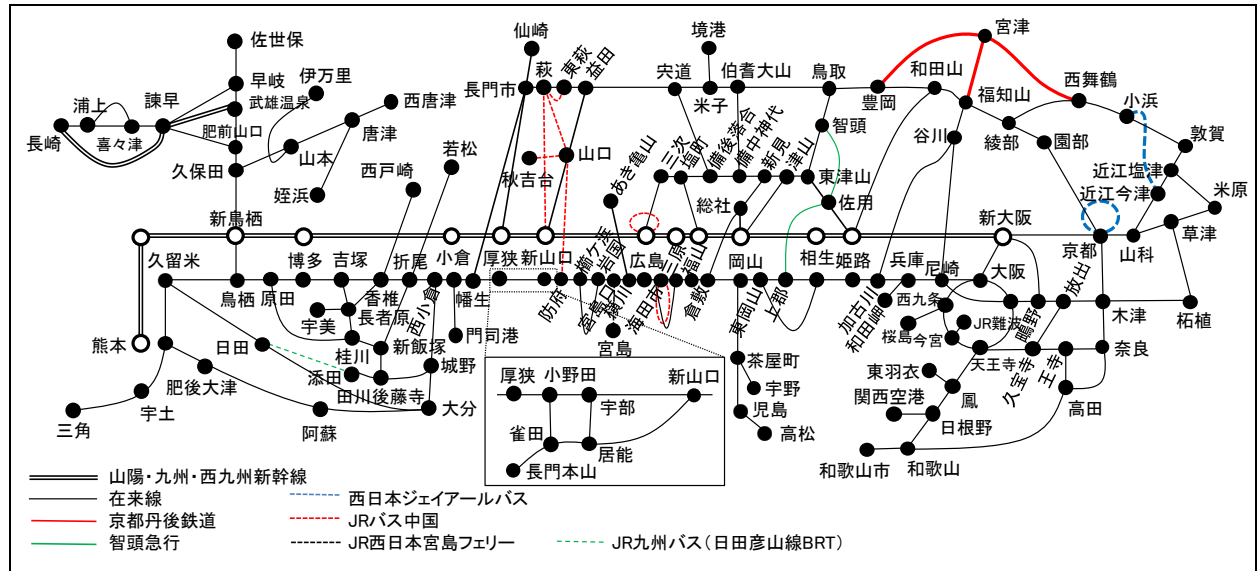 佐世保
早岐
伊万里
浦上
諫早
武雄温泉
西唐津
長崎
喜々津
肥前山口
唐津
久保田
山本
姪浜
西戸崎
若松
仙崎
長門市
萩
東萩
益田
秋吉台
山口
あき亀山
宍道
境港
米子
伯耆大山
鳥取
智頭
三次
塩町
備後落合
備中神代
新見
津山
東津山
総社
佐用
豊岡
和田山
宮津
福知山
谷川
西舞鶴
綾部
園部
小浜
敦賀
近江塩津
近江今津
米原
草津
新鳥栖
新大阪
京都
山科
久留米
鳥栖
原田
博多
吉塚
香椎
折尾
西小倉
小倉
幡生
厚狭
新山口
防府
櫛ケ浜
宮島口
岩国
横川
広島
海田市
三原
福山
倉敷
岡山
東岡山
上郡
相生
姫路
加古川
和田岬
兵庫
尼崎
大阪
放出
鴫野
西九条
桜島
今宮
JR難波
天王寺
久宝寺
王寺
木津
奈良
柘植
高田
宇美
長者原
桂川
新飯塚
門司港
城野
熊本
日田
添田
田川後藤寺
肥後大津
宇土
三角
阿蘇
大分
宮島
茶屋町
宇野
児島
高松
東羽衣
関西空港
鳳
日根野
和歌山市
和歌山
厚狭
小野田
宇部
新山口
雀田
居能
長門本山
山陽・九州・西九州新幹線
在来線
京都丹後鉄道
智頭急行
西日本ジェイアールバス
JRバス中国
JR西日本宮島フェリー
JR九州バス（日田彦山線BRT）